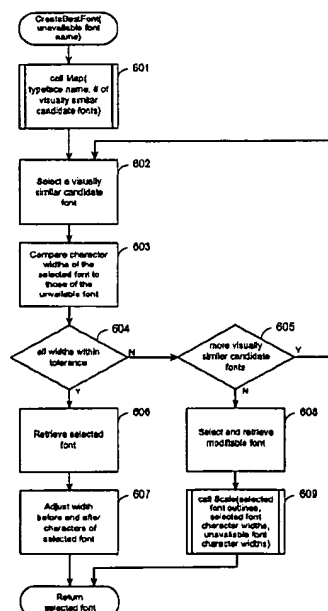 CreateBestFont(
unavailable font
name)
601
call Map(
typeface name, # of
visually similar
candidate fonts)
602
Select a visually
similar candidate
font
603
Compare character
widths of the
selected font to
those of the
unavailable font
604
all widths within
tolerance
N
Y
605
more visually
similar candidate
fonts
Y
N
606
Retrieve selected
font
608
Select and retrieve
modifiable font
607
Adjust width
before and after
characters of
selected font
609
call Scale(selected
font outlines,
selected font
character widths,
unavailable font
character widths)
Return
selected font